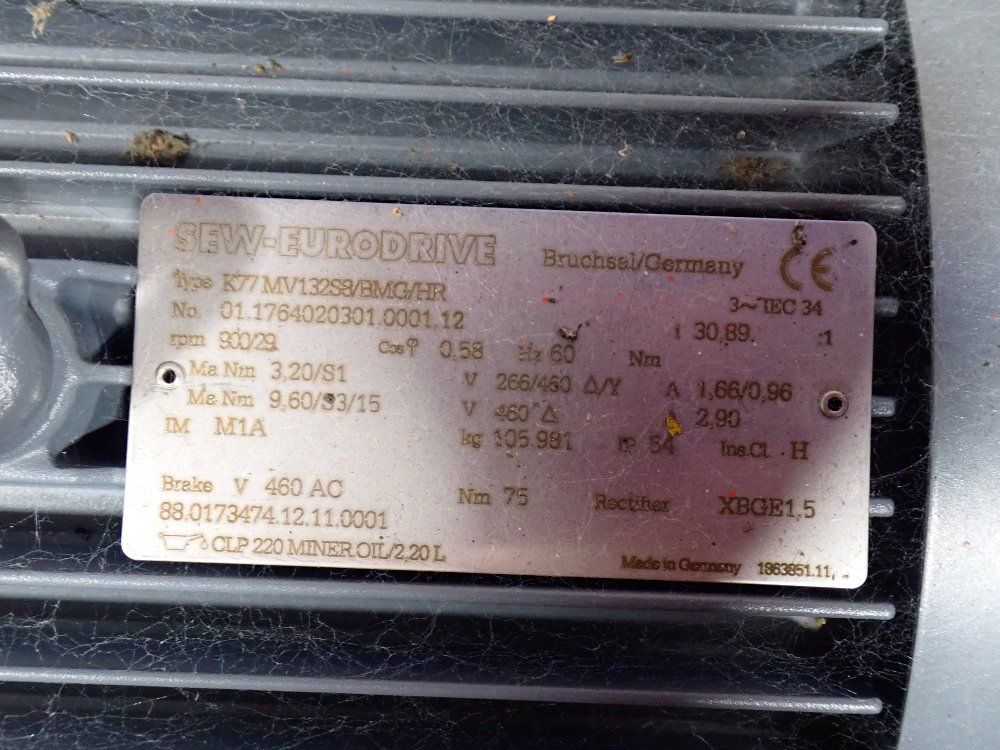 SEW-EURODRIVE Bruchsal/Germany CE
Type K77 MV132S8/BMG/HR 3~ IEC 34
No. 01.1764020301.0001.12 i 30,89 :1
rpm 900/29 Cos φ 0,58 Hz 60 Nm
Ma Nm 3,20/S1 V 266/460 Δ/Y A 1,66/0,96
Ma Nm 9,60/S3/15 V 460 Δ A 2,90
IM M1A kg 105.981 IP 54 Ins.Cl. H
Brake V 460 AC Nm 75 Rectifier XBGE1,5
88.0173474.12.11.0001
CLP 220 MINER.OIL/2,20 L Made in Germany 1863851.11